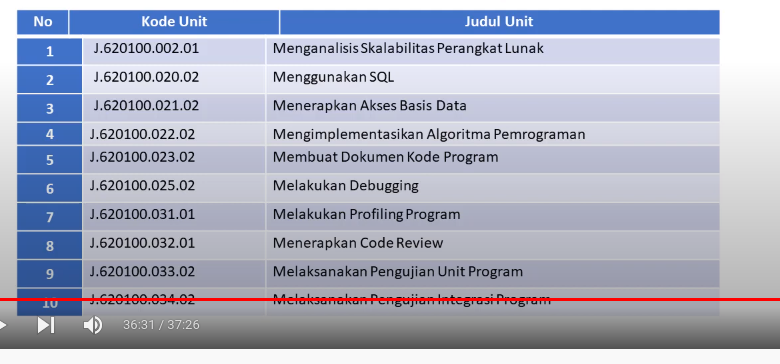 No Kode Unit Judul Unit
1 J.620100.002.01 Menganalisis Skalabilitas Perangkat Lunak
2 J.620100.020.02 Menggunakan SQL
3 J.620100.021.02 Menerapkan Akses Basis Data
4 J.620100.022.02 Mengimplementasikan Algoritma Pemrograman
5 J.620100.023.02 Membuat Dokumen Kode Program
6 J.620100.025.02 Melakukan Debugging
7 J.620100.031.01 Melakukan Profiling Program
8 J.620100.032.01 Menerapkan Code Review
9 J.620100.033.02 Melaksanakan Pengujian Unit Program
10 J.620100.034.02 Melaksanakan Pengujian Integrasi Program
36:31 / 37:26